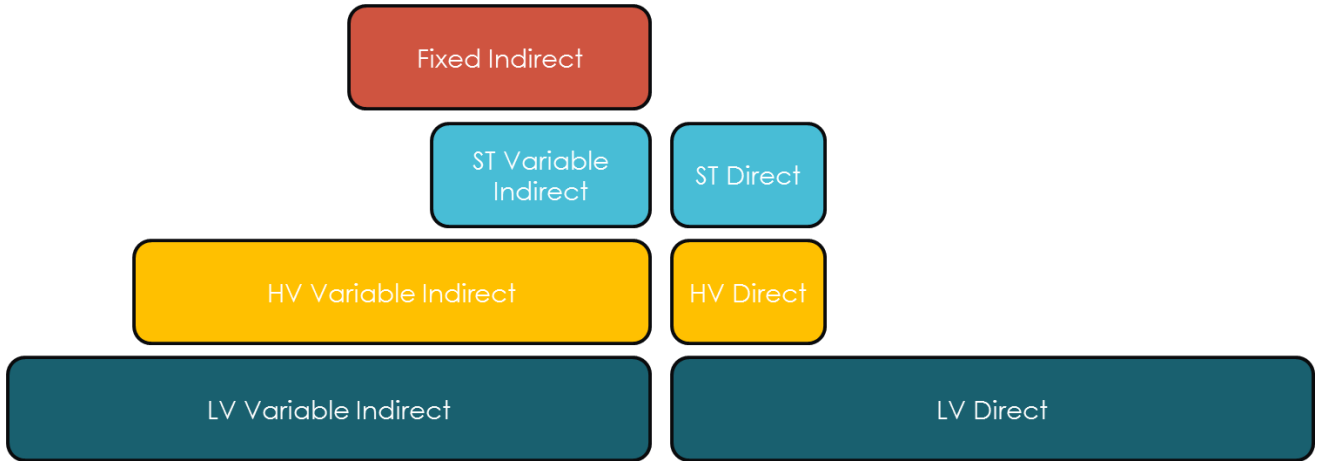 Fixed Indirect
ST Variable
Indirect
ST Direct
HV Variable Indirect
HV Direct
LV Variable Indirect
LV Direct